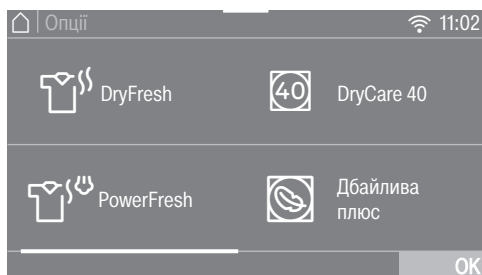 Опції
11:02
DryFresh
40
DryCare 40
PowerFresh
Дбайлива
плюс
OK